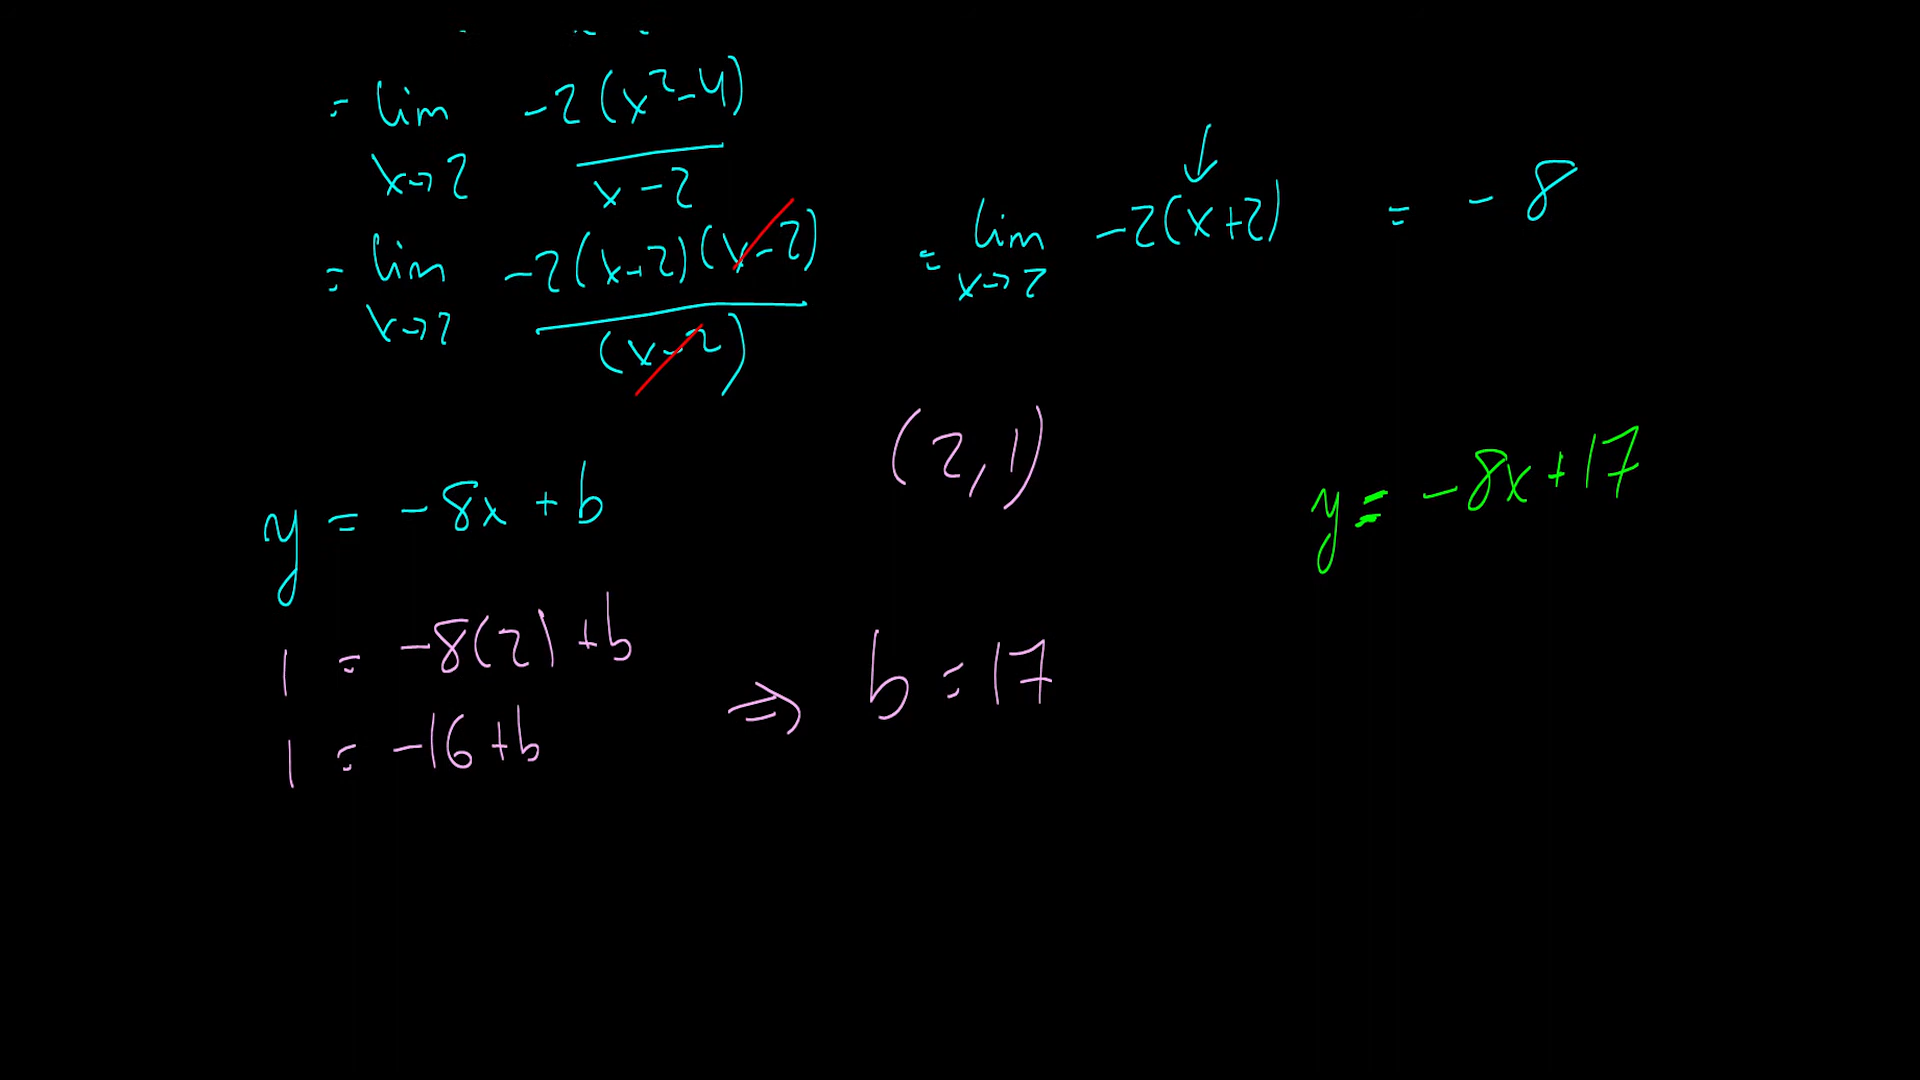 = lim x→2 -2(x²-4) / x-2
= lim x→2 -2(x+2)(x-2) / (x-2) = lim x→2 -2(x+2) = -8
(2,1)
y = -8x + b
y = -8x+17
1 = -8(2) + b
1 = -16 + b ⇒ b = 17